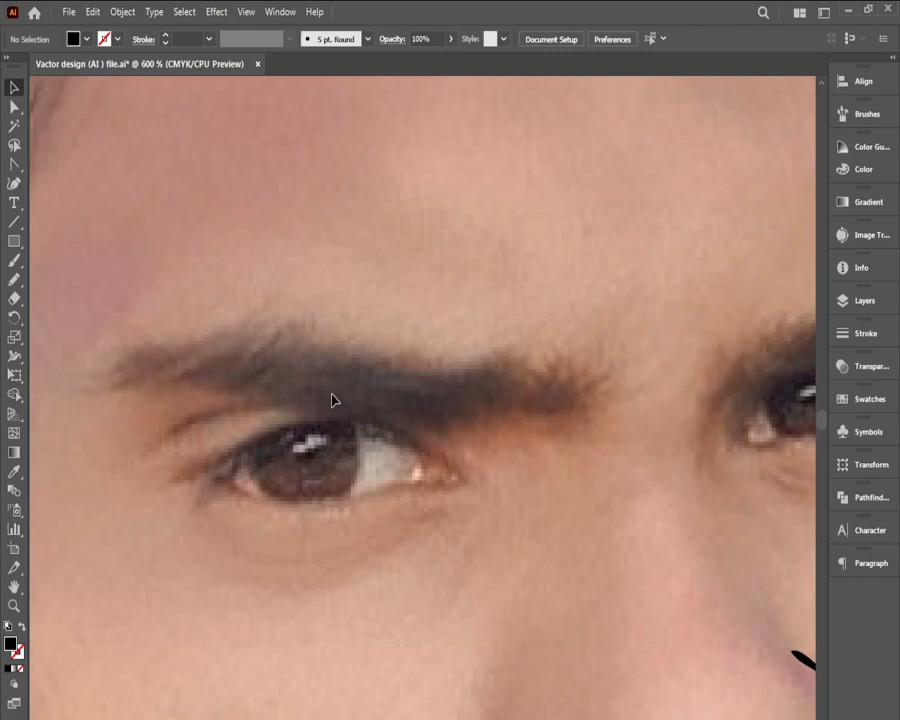 Ai File Edit Object Type Select Effect View Window Help
No Selection Stroke: 5 pt. Round Opacity: 100% Style: Document Setup Preferences
Vactor design (AI ) file.ai* @ 600 % (CMYK/CPU Preview)
Align
Brushes
Color Gu...
Color
Gradient
Image Tr...
Info
Layers
Stroke
Transpar...
Swatches
Symbols
Transform
Pathfind...
Character
Paragraph